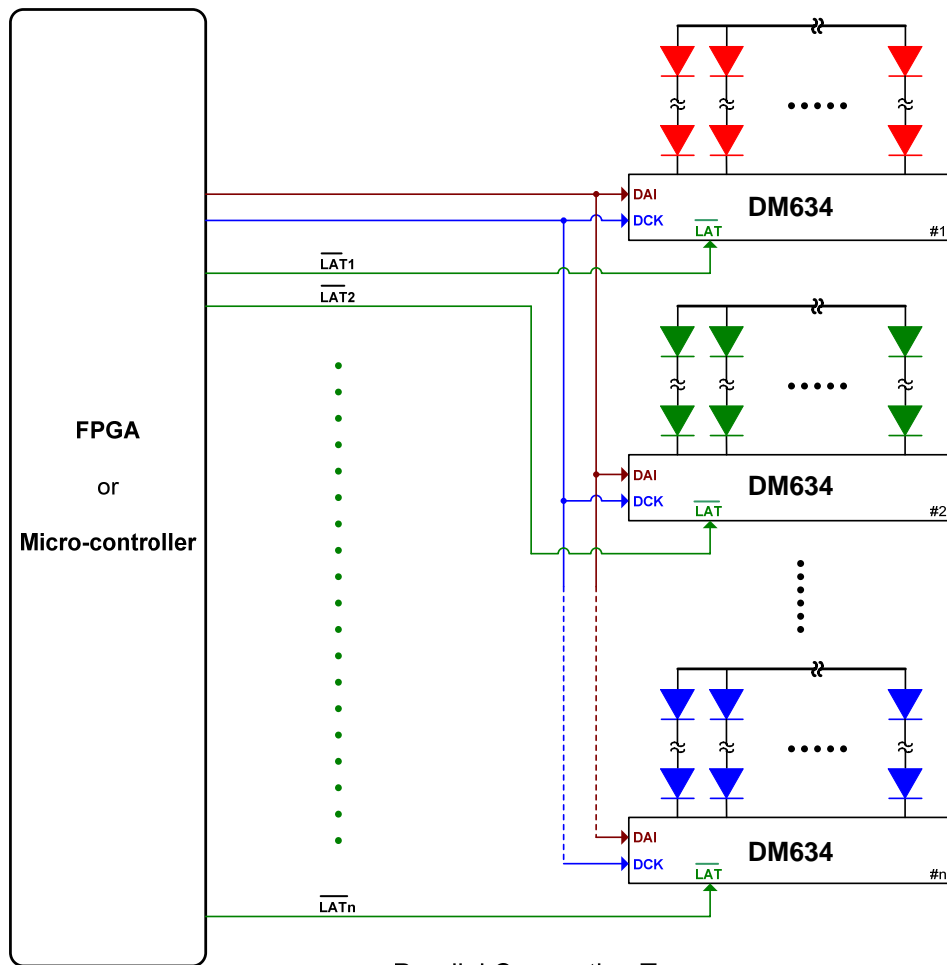 DAI
DM634
DCK
LAT
#1
LAT1
LAT2
FPGA
or
Micro-controller
DAI
DM634
DCK
LAT
#2
DAI
DM634
DCK
LAT
#n
LATn